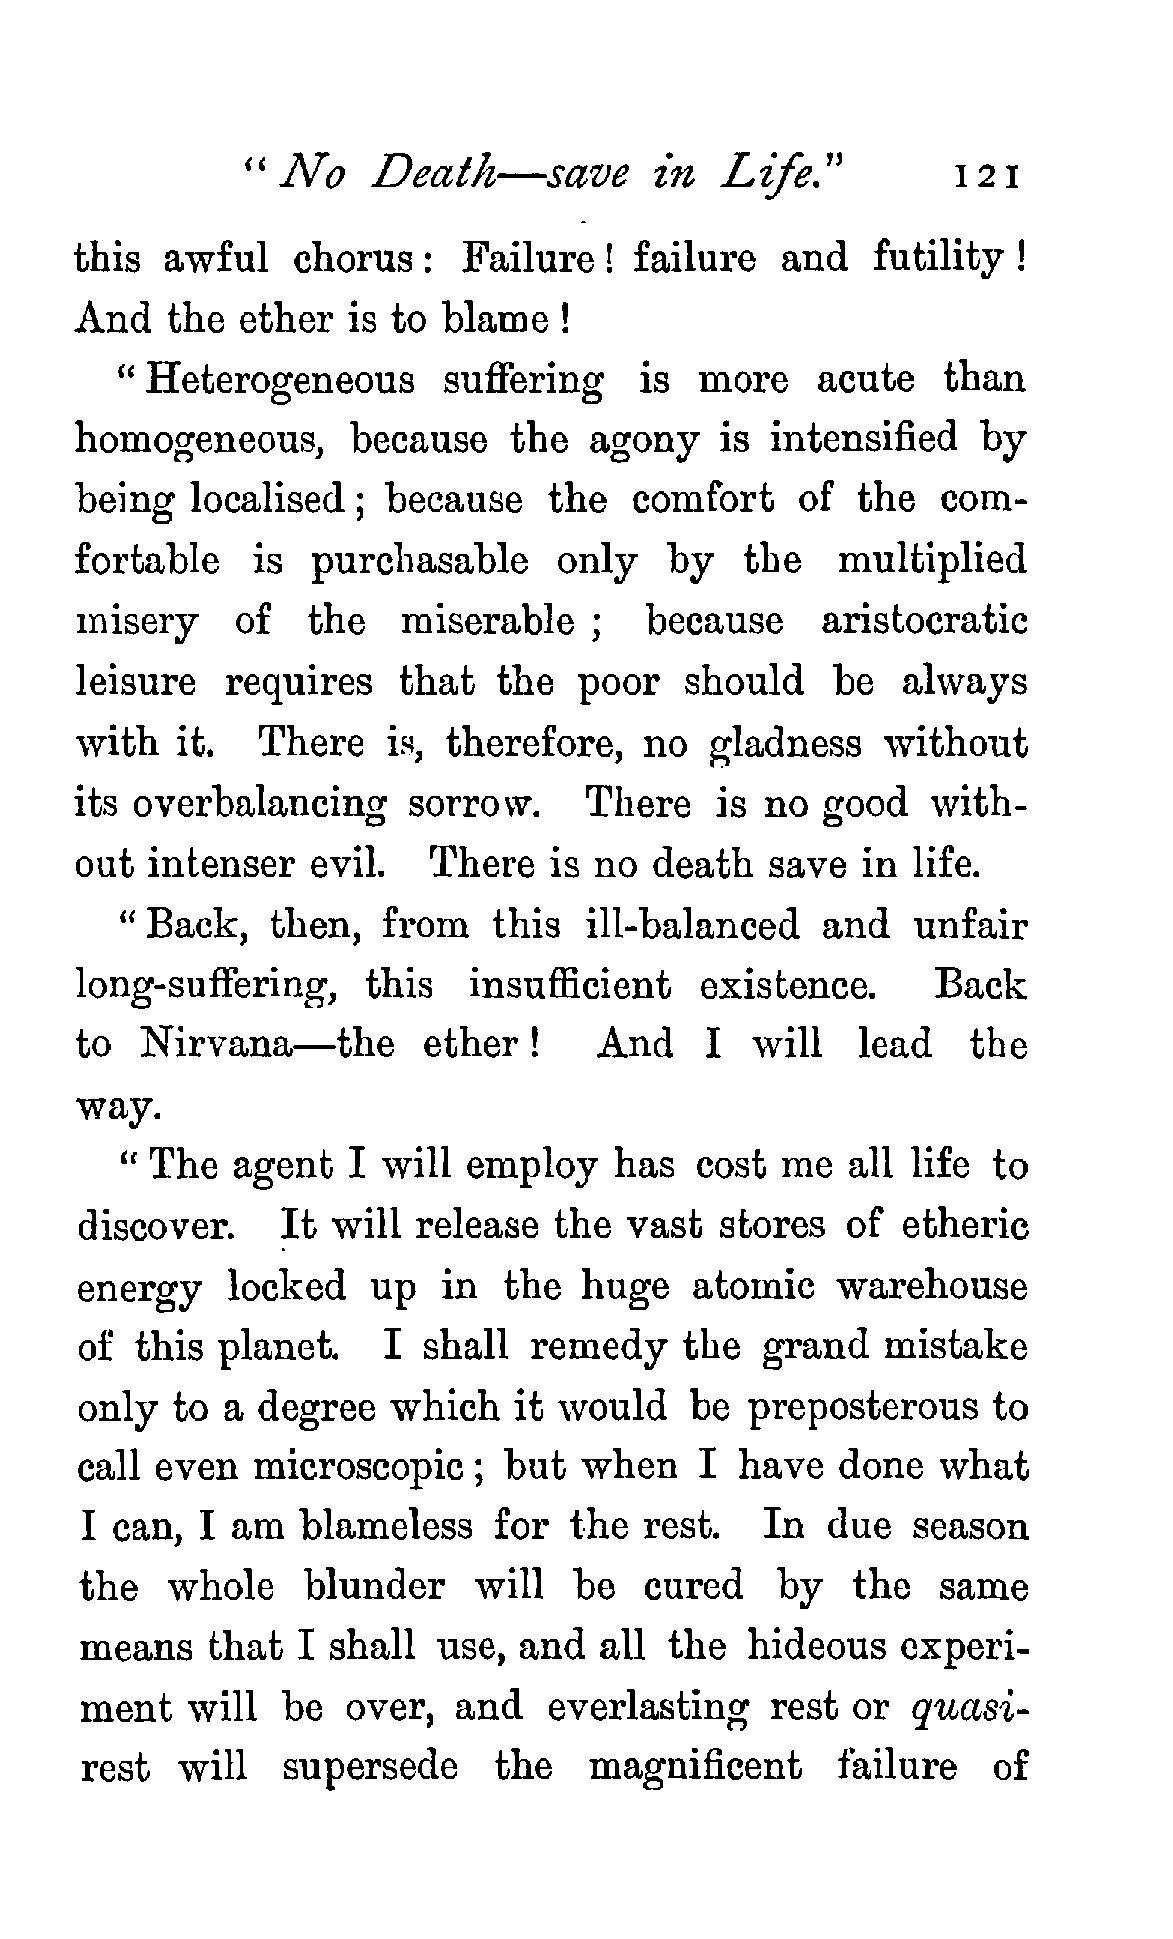 " No Death—save in Life."    121
this awful chorus: Failure! failure and futility!
And the ether is to blame!
" Heterogeneous suffering is more acute than
homogeneous, because the agony is intensified by
being localised; because the comfort of the com-
fortable is purchasable only by the multiplied
misery of the miserable; because aristocratic
leisure requires that the poor should be always
with it. There is, therefore, no gladness without
its overbalancing sorrow. There is no good with-
out intenser evil. There is no death save in life.
" Back, then, from this ill-balanced and unfair
long-suffering, this insufficient existence. Back
to Nirvana—the ether! And I will lead the
way.
" The agent I will employ has cost me all life to
discover. It will release the vast stores of etheric
energy locked up in the huge atomic warehouse
of this planet. I shall remedy the grand mistake
only to a degree which it would be preposterous to
call even microscopic; but when I have done what
I can, I am blameless for the rest. In due season
the whole blunder will be cured by the same
means that I shall use, and all the hideous experi-
ment will be over, and everlasting rest or quasi-
rest will supersede the magnificent failure of